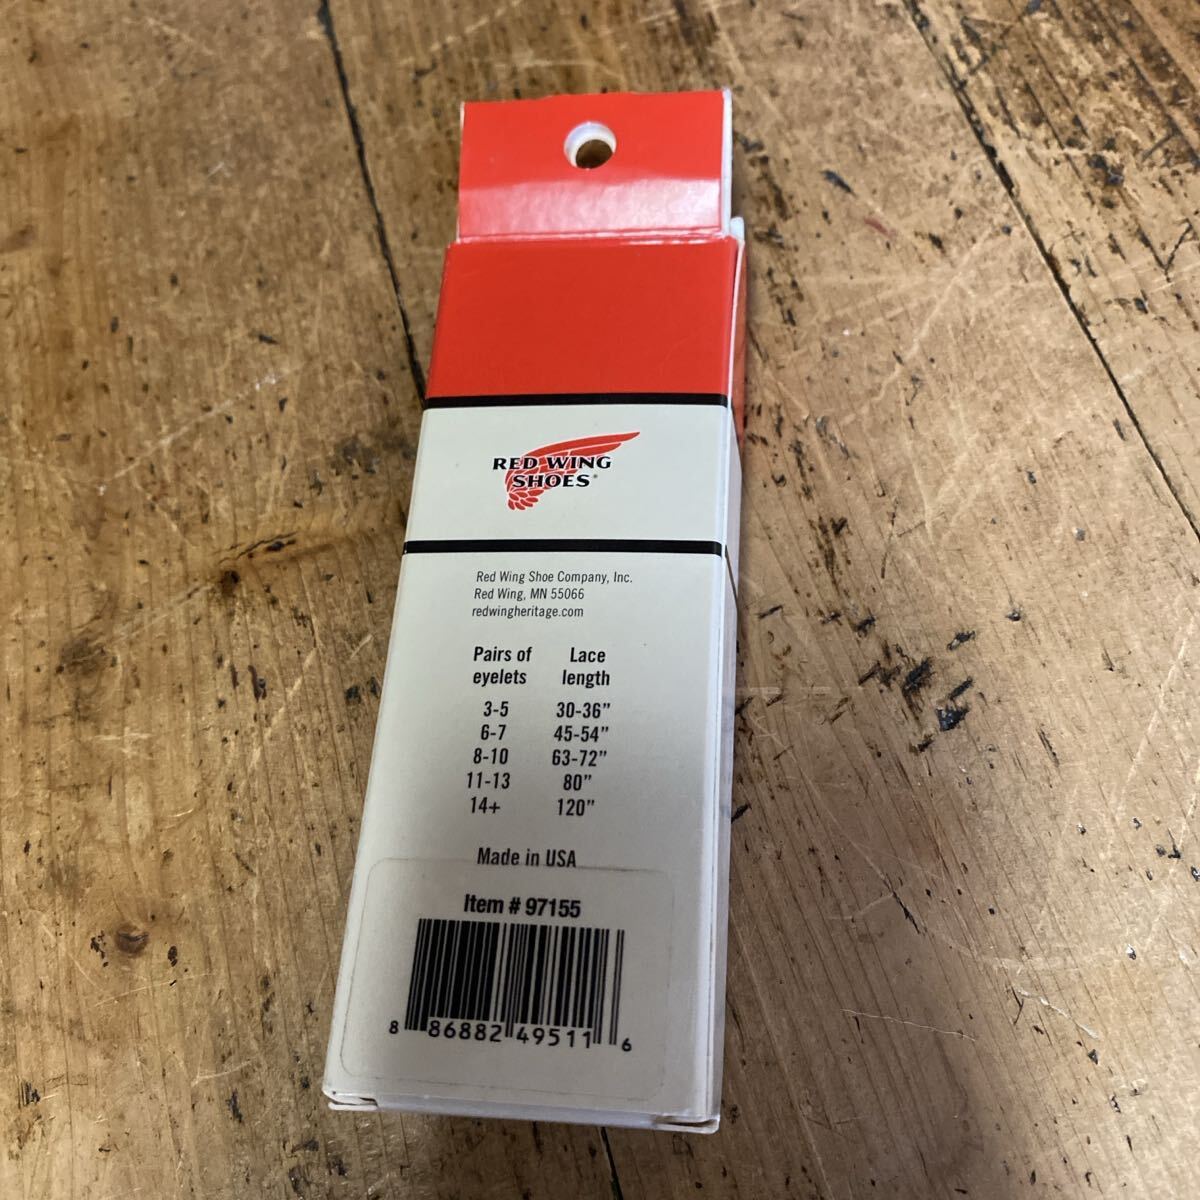 RED WING
SHOES®
Red Wing Shoe Company, Inc.
Red Wing, MN 55066
redwingheritage.com
Pairs of eyelets Lace length
3-5 30-36”
6-7 45-54”
8-10 63-72”
11-13 80”
14+ 120”
Made in USA
Item # 97155
8 86882 49511 6